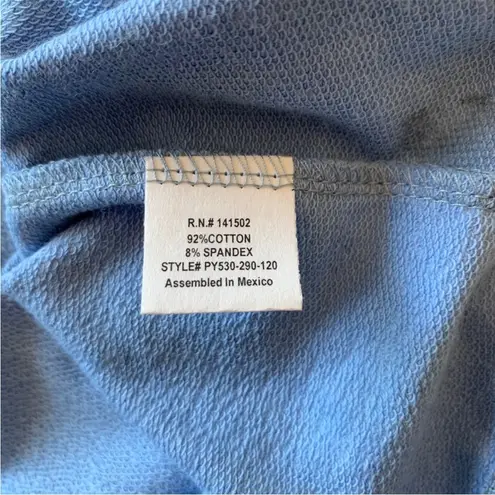 R.N.# 141502
92%COTTON
8% SPANDEX
STYLE# PY530-290-120
Assembled In Mexico